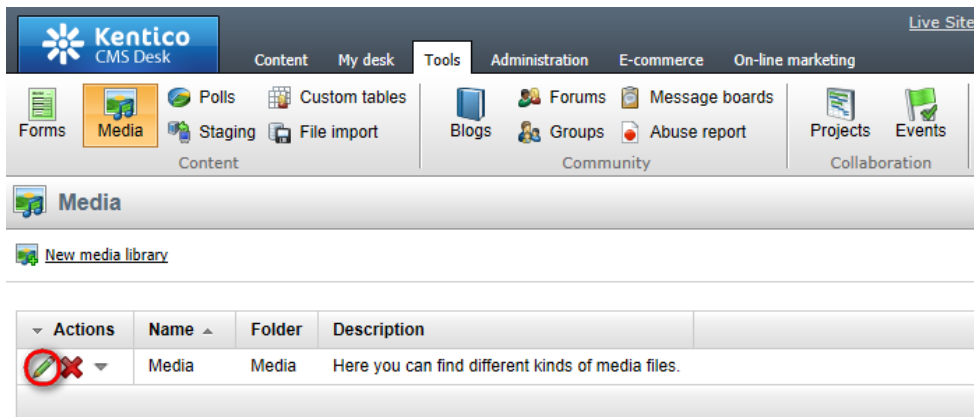 Live Site
Kentico
CMS Desk
Content My desk Tools Administration E-commerce On-line marketing
Polls Custom tables Forums Message boards
Forms Media Staging File import Blogs Groups Abuse report Projects Events
Content Community Collaboration
Media
New media library
Actions Name Folder Description
Media Media Here you can find different kinds of media files.